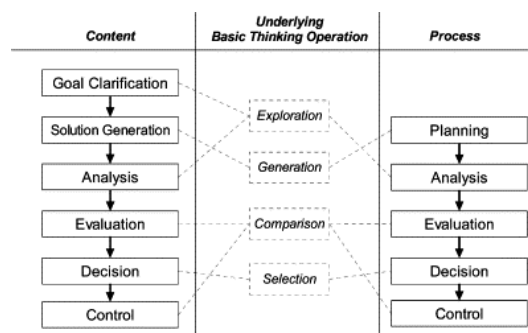 Content
Underlying
Basic Thinking Operation
Process
Goal Clarification
Exploration
Solution Generation
Planning
Generation
Analysis
Analysis
Evaluation
Comparison
Evaluation
Decision
Selection
Decision
Control
Control